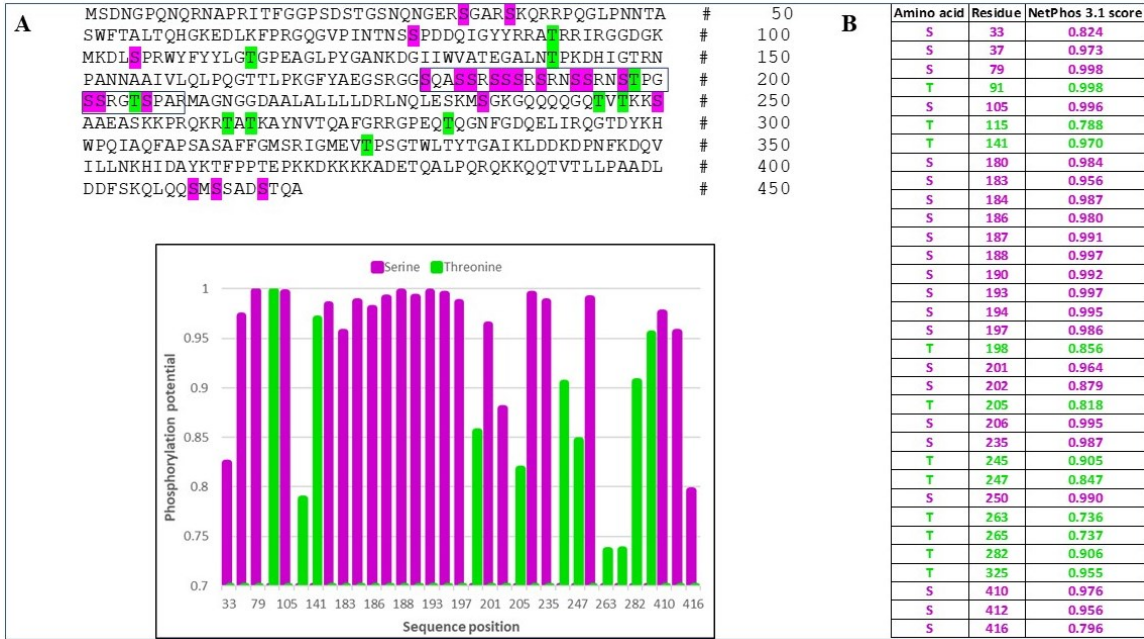 A
MSDNGPQNQRNAPRITFGGPSDSTGSNQNGERSGARSKQRRPQGLPNNTA # 50
SWFTALTQHGKEDLKFPRGQGVPINTNSSPDDQIGYYRRATRRIRGGDGK # 100
MKDLSPRWYFYYLGTGPEAGLPYGANKDGIIWVATEGALNTPKDHIGTRN # 150
PANNAAIVLQLPQGTTLPKGFYAEGSRGGSQASSRSSSRSRNSSRNSTPG # 200
SSRGTSPARMAGNGGDAALALLLLDRLNQLESKMSGKGQQQQGQTVTKKS # 250
AAEASKKPRQKRTATKAYNVTQAFGRRGPEQTQGNFGDQELIRQGTDYKH # 300
WPQIAQFAPSASAFFGMSRIGMEVTPSGTWLTYTGAIKLDDKDPNFKDQV # 350
ILLNKHIDAYKTFPPTEPKKDKKKKADETQALPQRQKKQQTVTLLPAADL # 400
DDFSKQLQQSMSSADSTQA # 450
Serine Threonine
Phosphorylation potential
1
0.95
0.9
0.85
0.8
0.75
0.7
33 79 105 141 183 186 188 193 197 201 205 235 247 263 282 410 416
Sequence position
B
Amino acid Residue NetPhos 3.1 score
S 33 0.824
S 37 0.973
S 79 0.998
T 91 0.998
S 105 0.996
T 115 0.788
T 141 0.970
S 180 0.984
S 183 0.956
S 184 0.987
S 186 0.980
S 187 0.991
S 188 0.997
S 190 0.992
S 193 0.997
S 194 0.995
S 197 0.986
T 198 0.856
S 201 0.964
S 202 0.879
T 205 0.818
S 206 0.995
S 235 0.987
T 245 0.905
T 247 0.847
S 250 0.990
T 263 0.736
T 265 0.737
T 282 0.906
T 325 0.955
S 410 0.976
S 412 0.956
S 416 0.796